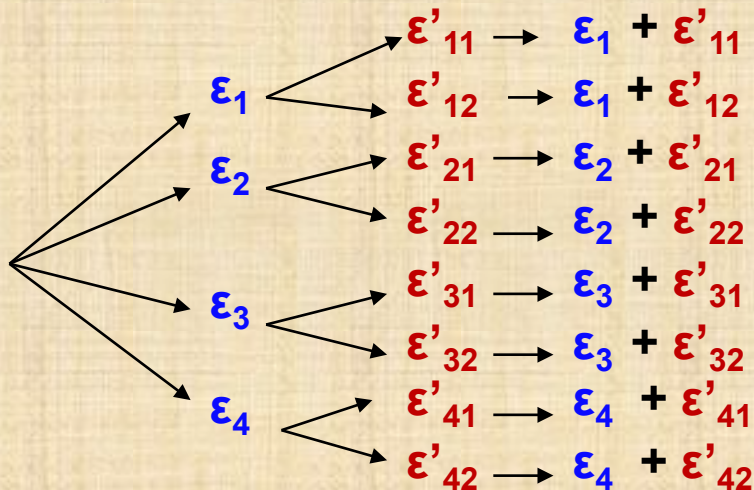 ε'₁₁ → ε₁ + ε'₁₁
ε₁
ε'₁₂ → ε₁ + ε'₁₂
ε'₂₁ → ε₂ + ε'₂₁
ε₂
ε'₂₂ → ε₂ + ε'₂₂
ε'₃₁ → ε₃ + ε'₃₁
ε₃
ε'₃₂ → ε₃ + ε'₃₂
ε'₄₁ → ε₄ + ε'₄₁
ε₄
ε'₄₂ → ε₄ + ε'₄₂